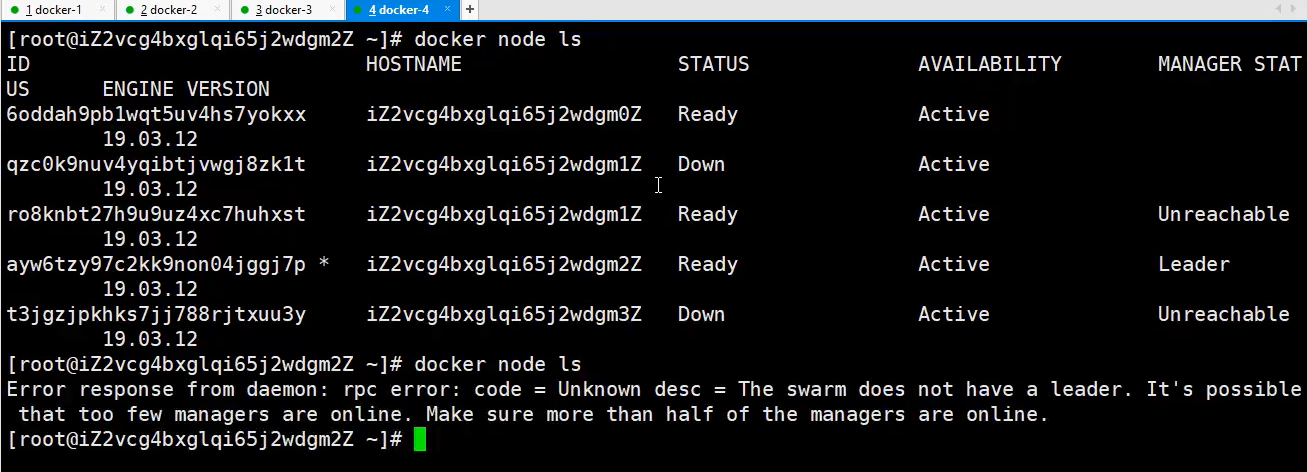 1 docker-1 × 2 docker-2 × 3 docker-3 × 4 docker-4 × +
[root@iZ2vcg4bxglqi65j2wdgm2Z ~]# docker node ls
ID HOSTNAME STATUS AVAILABILITY MANAGER STAT
US ENGINE VERSION
6oddah9pb1wqt5uv4hs7yokxx iZ2vcg4bxglqi65j2wdgm0Z Ready Active
19.03.12
qzc0k9nuv4yqibtjvwgj8zk1t iZ2vcg4bxglqi65j2wdgm1Z Down Active
19.03.12
ro8knbt27h9u9uz4xc7huhxst iZ2vcg4bxglqi65j2wdgm1Z Ready Active Unreachable
19.03.12
ayw6tzy97c2kk9non04jggj7p * iZ2vcg4bxglqi65j2wdgm2Z Ready Active Leader
19.03.12
t3jgzjpkhks7jj788rjtxuu3y iZ2vcg4bxglqi65j2wdgm3Z Down Active Unreachable
19.03.12
[root@iZ2vcg4bxglqi65j2wdgm2Z ~]# docker node ls
Error response from daemon: rpc error: code = Unknown desc = The swarm does not have a leader. It's possible
that too few managers are online. Make sure more than half of the managers are online.
[root@iZ2vcg4bxglqi65j2wdgm2Z ~]#